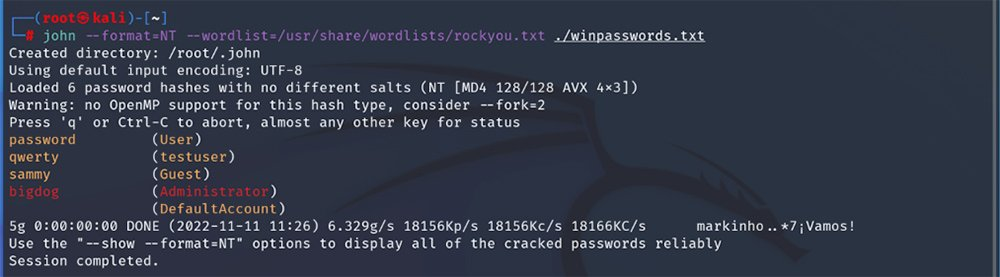 ┌──(root㉿kali)-[~]
└─# john --format=NT --wordlist=/usr/share/wordlists/rockyou.txt ./winpasswords.txt
Created directory: /root/.john
Using default input encoding: UTF-8
Loaded 6 password hashes with no different salts (NT [MD4 128/128 AVX 4×3])
Warning: no OpenMP support for this hash type, consider --fork=2
Press 'q' or Ctrl-C to abort, almost any other key for status
password         (User)
qwerty           (testuser)
sammy            (Guest)
bigdog           (Administrator)
                 (DefaultAccount)
5g 0:00:00:00 DONE (2022-11-11 11:26) 6.329g/s 18156Kp/s 18156Kc/s 18166KC/s      markinho..*7¡Vamos!
Use the "--show --format=NT" options to display all of the cracked passwords reliably
Session completed.